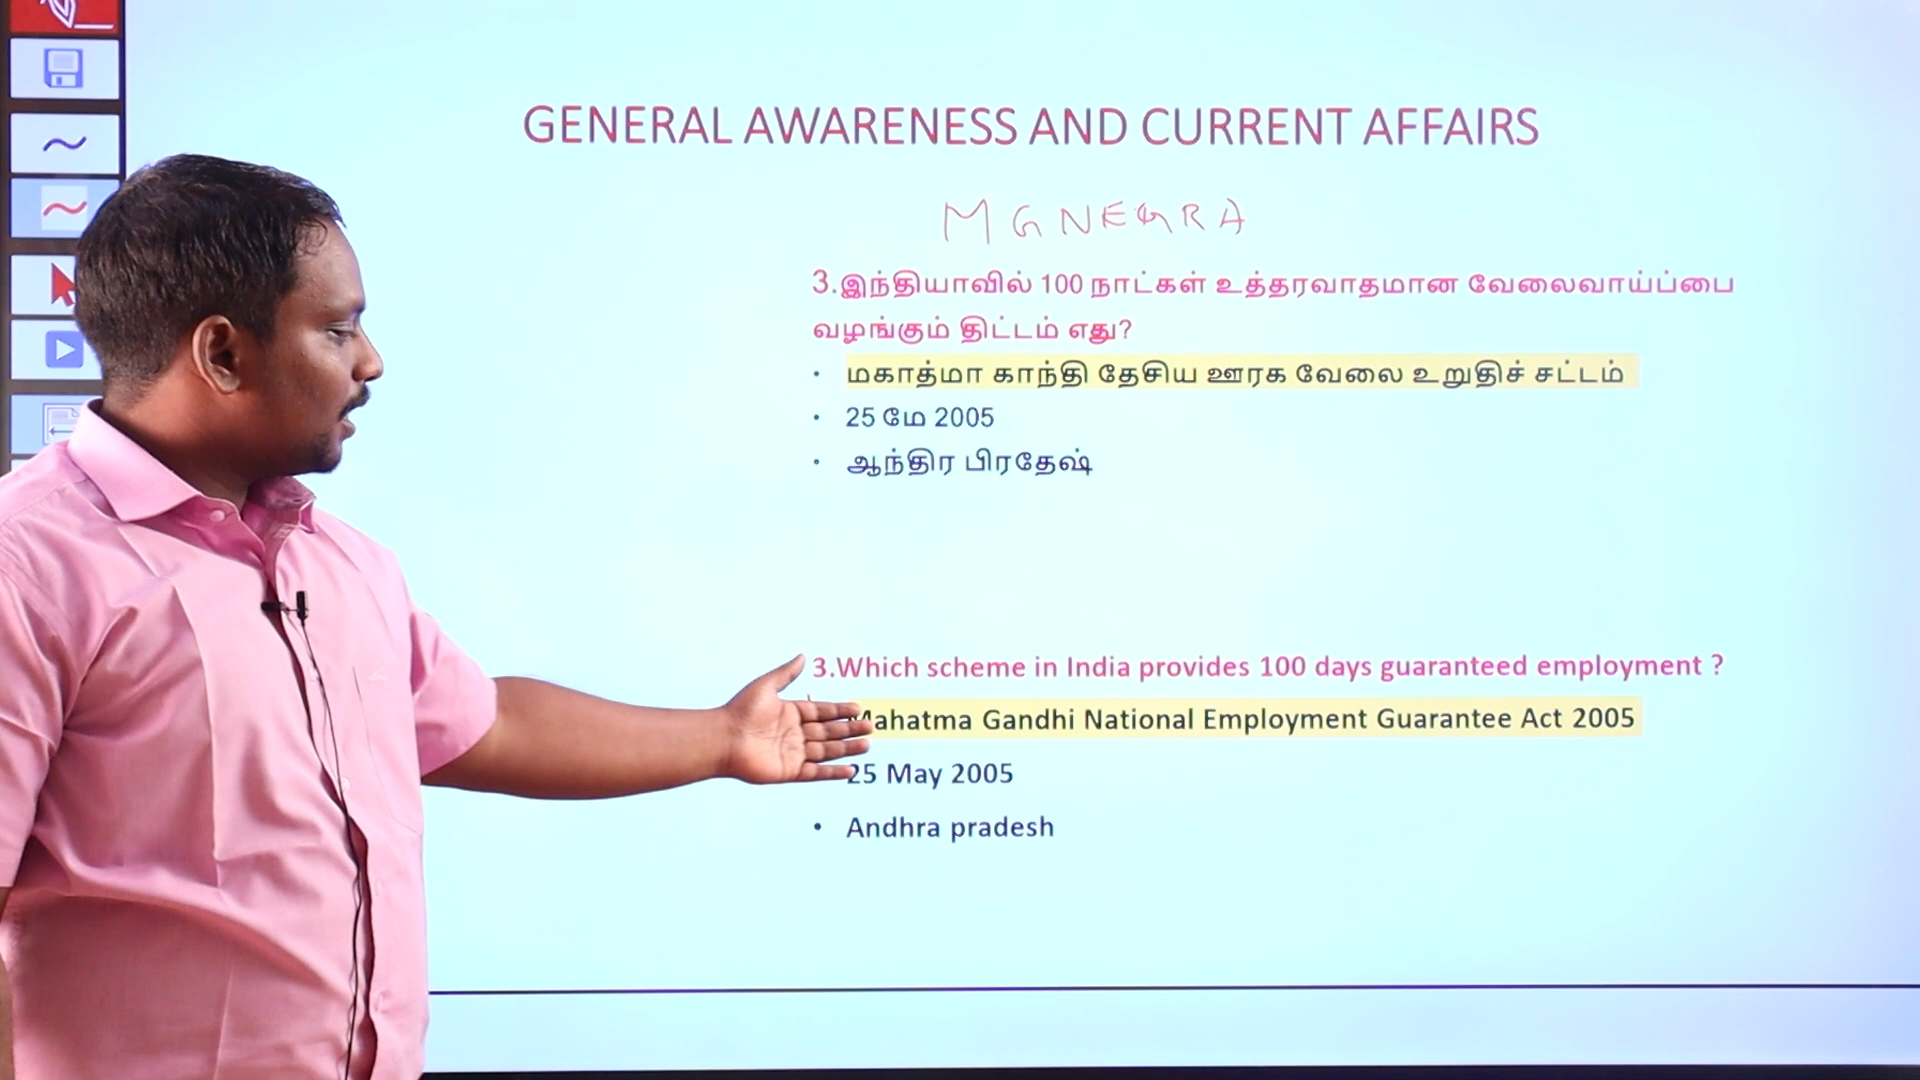 GENERAL AWARENESS AND CURRENT AFFAIRS
MGNEGRA
3.இந்தியாவில் 100 நாட்கள் உத்தரவாதமான வேலைவாய்ப்பை
வழங்கும் திட்டம் எது?
• மகாத்மா காந்தி தேசிய ஊரக வேலை உறுதிச் சட்டம்
• 25 மே 2005
• ஆந்திர பிரதேஷ்
3.Which scheme in India provides 100 days guaranteed employment ?
Mahatma Gandhi National Employment Guarantee Act 2005
25 May 2005
• Andhra pradesh